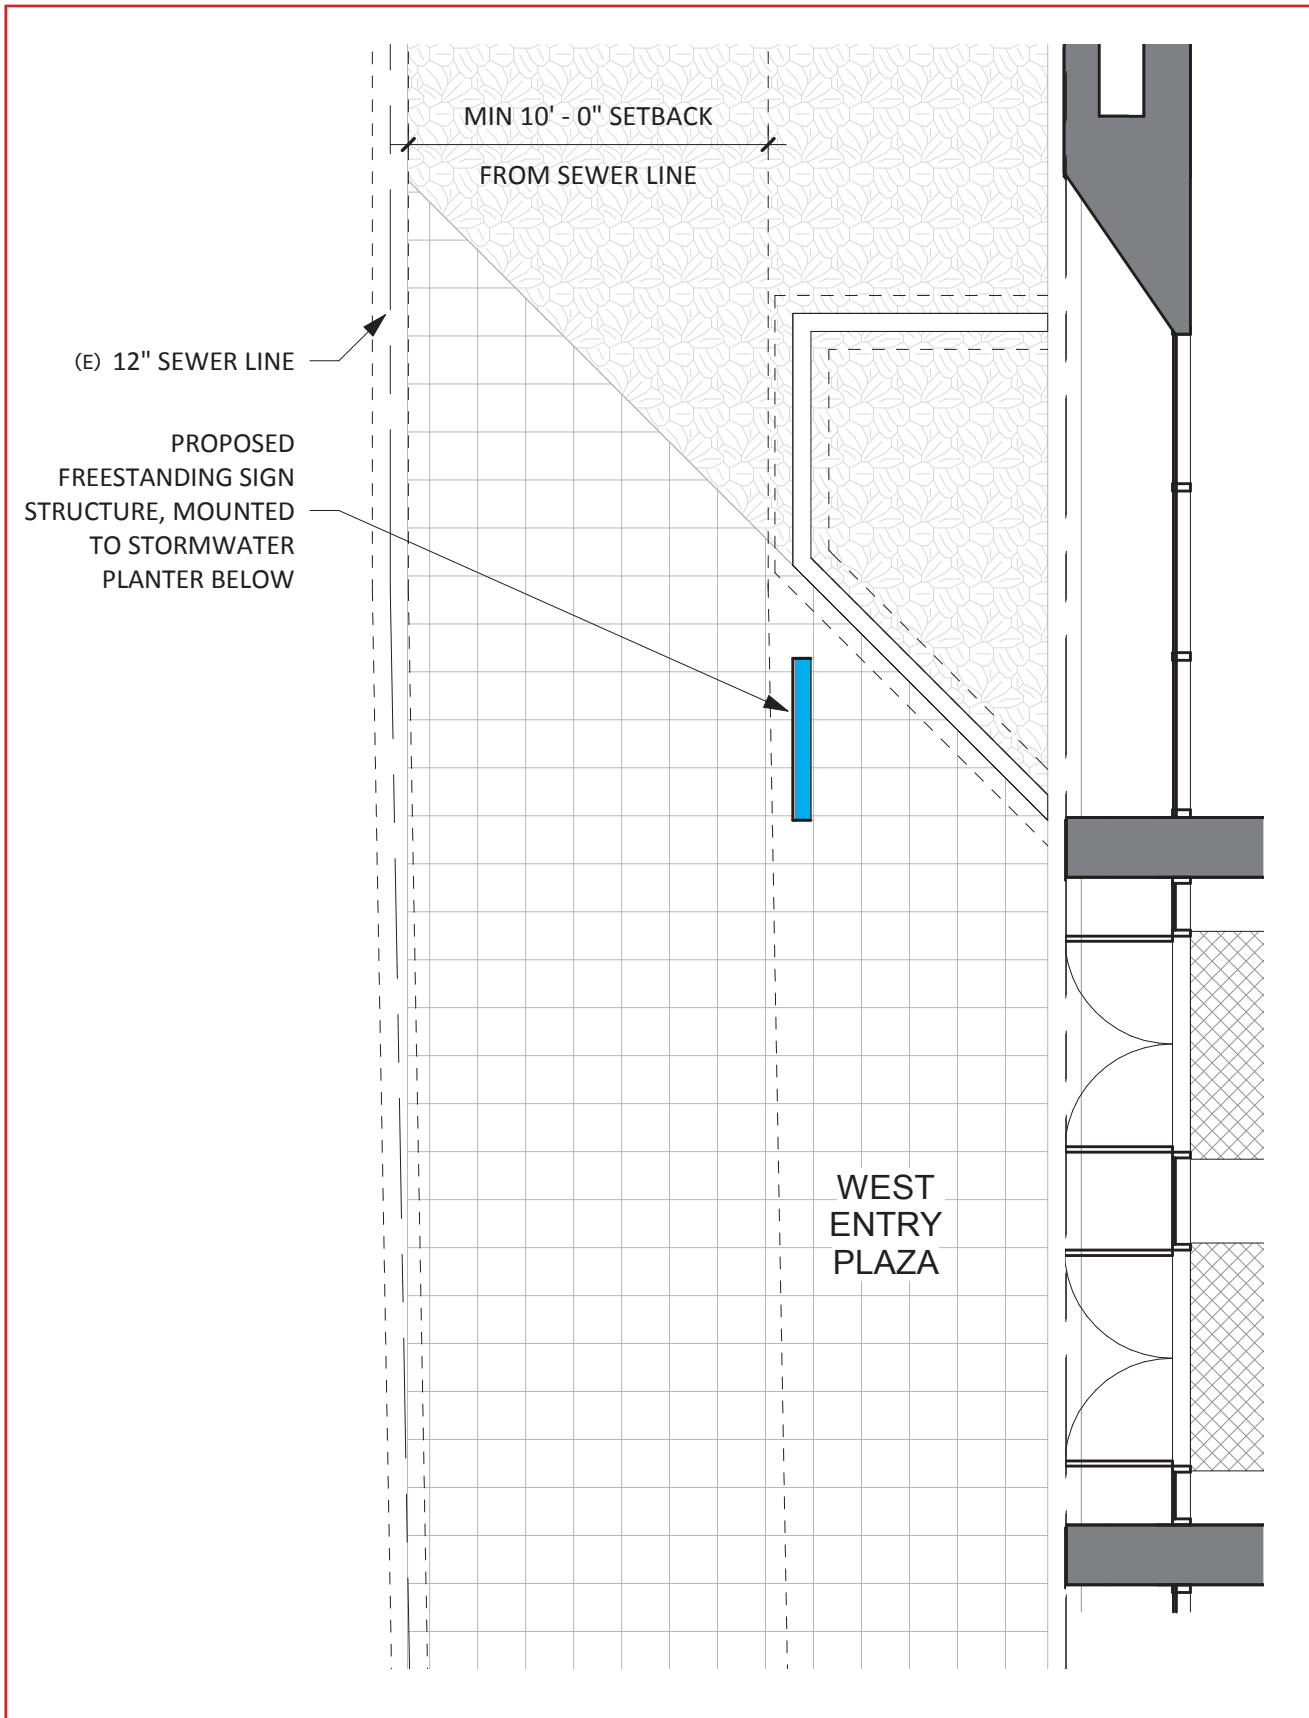 MIN 10' - 0" SETBACK
FROM SEWER LINE
(E) 12" SEWER LINE
PROPOSED
FREESTANDING SIGN
STRUCTURE, MOUNTED
TO STORMWATER
PLANTER BELOW
WEST
ENTRY
PLAZA